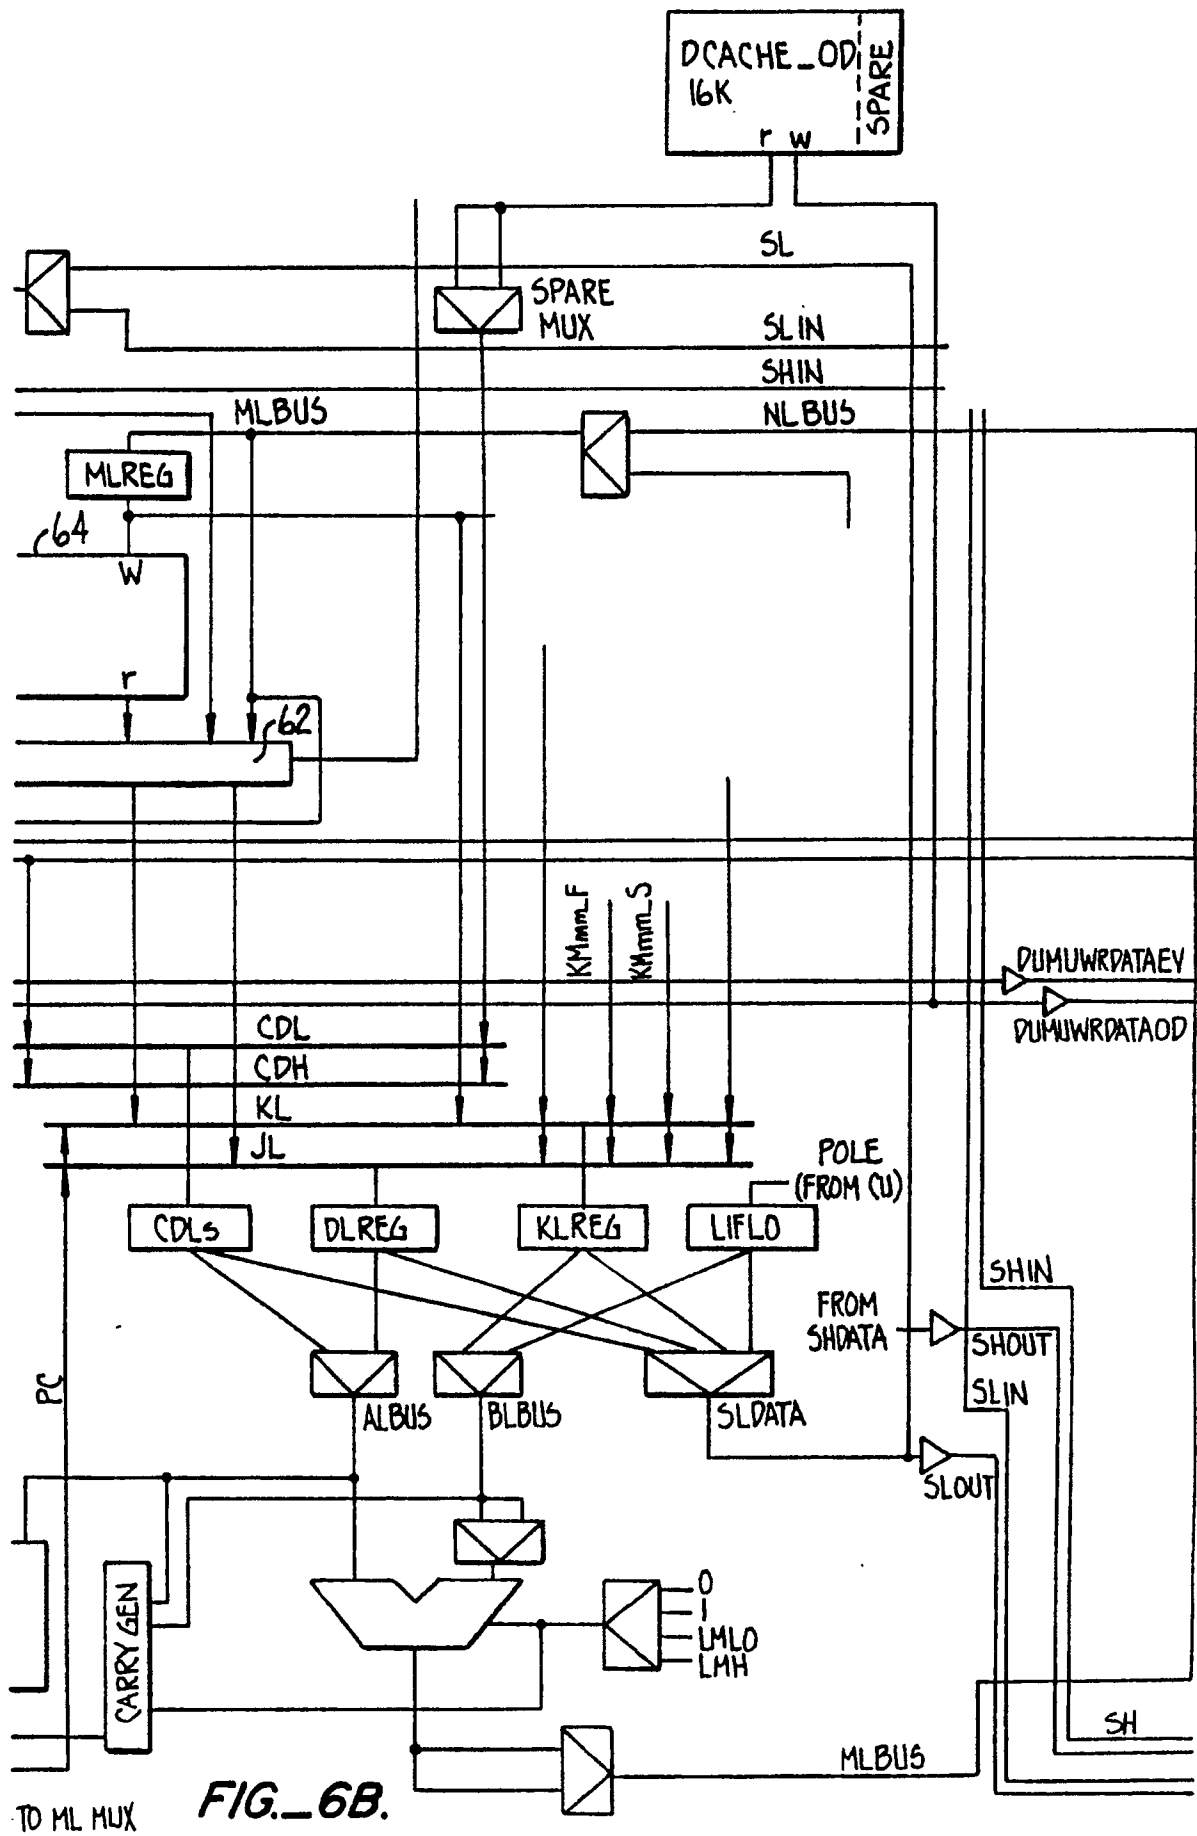 DCACHE_OD
16K
SPARE
r w
SL
SPARE
MUX
SLIN
SHIN
MLBUS
NLBUS
MLREG
64
W
r
62
KMmm_F
KMmm_S
DUMUWRDATAEV
DUMUWRDATAOD
CDL
CDH
KL
JL
POLE
(FROM CU)
CDLs
DLREG
KLREG
LIFLO
SHIN
FROM
SHDATA
SHOUT
PC
SLIN
ALBUS
BLBUS
SLDATA
SLOUT
CARRY GEN
0
1
LMLO
LMH
SH
MLBUS
FIG._6B.
TO ML MUX